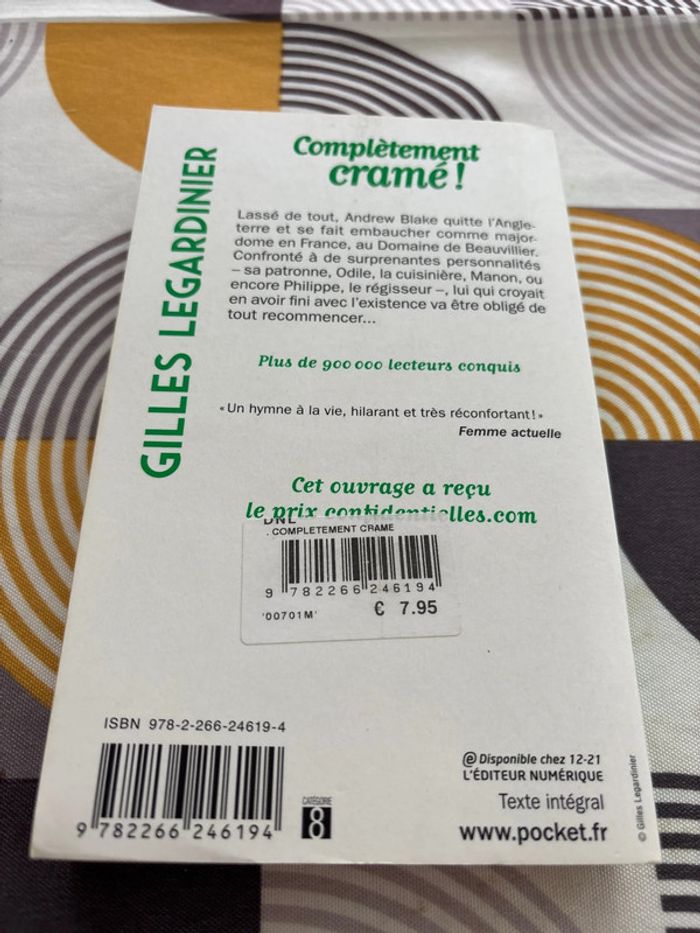 GILLES LEGARDINIER
Complètement
cramé !
Lassé de tout, Andrew Blake quitte l'Angle-
terre et se fait embaucher comme major-
dome en France, au Domaine de Beauvillier.
Confronté à de surprenantes personnalités
– sa patronne, Odile, la cuisinière, Manon, ou
encore Philippe, le régisseur –, lui qui croyait
en avoir fini avec l'existence va être obligé de
tout recommencer...
Plus de 900 000 lecteurs conquis
« Un hymne à la vie, hilarant et très réconfortant ! »
Femme actuelle
Cet ouvrage a reçu
le prix confidentielles.com
DNL
. COMPLETEMENT CRAME
9 782266 246194
'00701M'
€ 7.95
ISBN 978-2-266-24619-4
9 782266 246194
CATÉGORIE
8
@ Disponible chez 12-21
L'ÉDITEUR NUMÉRIQUE
Texte intégral
www.pocket.fr
© Gilles Legardinier